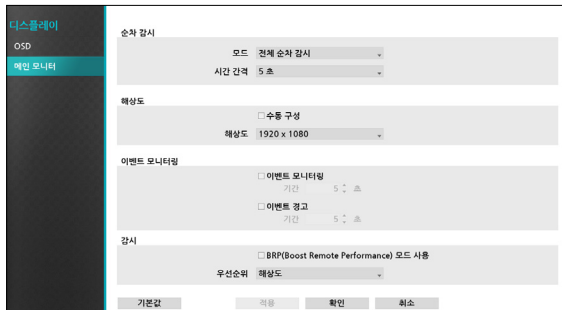 디스플레이
OSD
메인 모니터
순차 감시
모드 전체 순차 감시
시간 간격 5 초
해상도
수동 구성
해상도 1920 x 1080
이벤트 모니터링
이벤트 모니터링
기간 5 초
이벤트 경고
기간 5 초
감시
BRP(Boost Remote Performance) 모드 사용
우선순위 해상도
기본값 적용 확인 취소